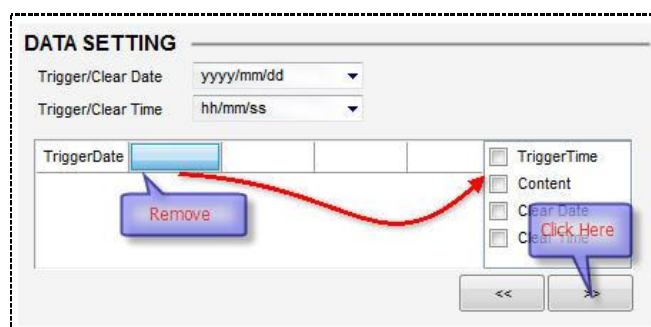 DATA SETTING
Trigger/Clear Date yyyy/mm/dd
Trigger/Clear Time hh/mm/ss
TriggerDate
TriggerTime
Content
Clear Date
Clear Time
Remove
Click Here
<< >>